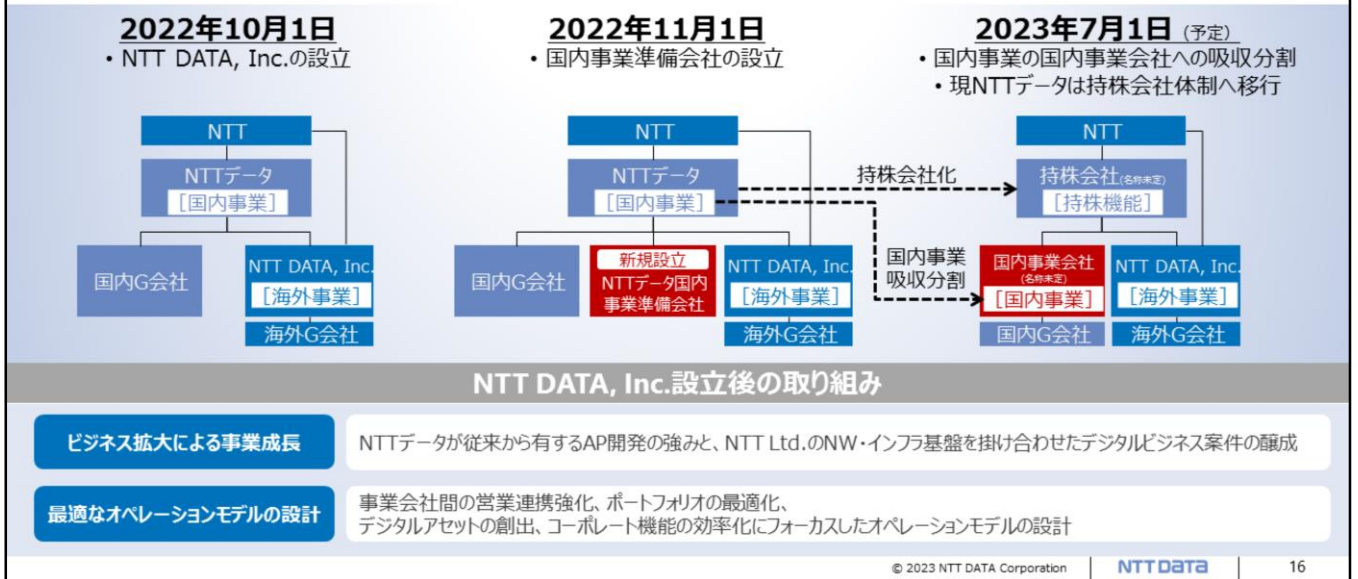 2022年10月1日
・NTT DATA, Inc.の設立
NTT
NTTデータ
[国内事業]
国内G会社
NTT DATA, Inc.
[海外事業]
海外G会社
2022年11月1日
・国内事業準備会社の設立
NTT
NTTデータ
[国内事業]
国内G会社
新規設立
NTTデータ国内
事業準備会社
NTT DATA, Inc.
[海外事業]
海外G会社
持株会社化
国内事業
吸収分割
2023年7月1日 (予定)
・国内事業の国内事業会社への吸収分割
・現NTTデータは持株会社体制へ移行
NTT
持株会社(名称未定)
[持株機能]
国内事業会社
(名称未定)
[国内事業]
国内G会社
NTT DATA, Inc.
[海外事業]
海外G会社
NTT DATA, Inc.設立後の取り組み
ビジネス拡大による事業成長
NTTデータが従来から有するAP開発の強みと、NTT Ltd.のNW・インフラ基盤を掛け合わせたデジタルビジネス案件の醸成
最適なオペレーションモデルの設計
事業会社間の営業連携強化、ポートフォリオの最適化、
デジタルアセットの創出、コーポレート機能の効率化にフォーカスしたオペレーションモデルの設計
© 2023 NTT DATA Corporation
NTT DATA
16